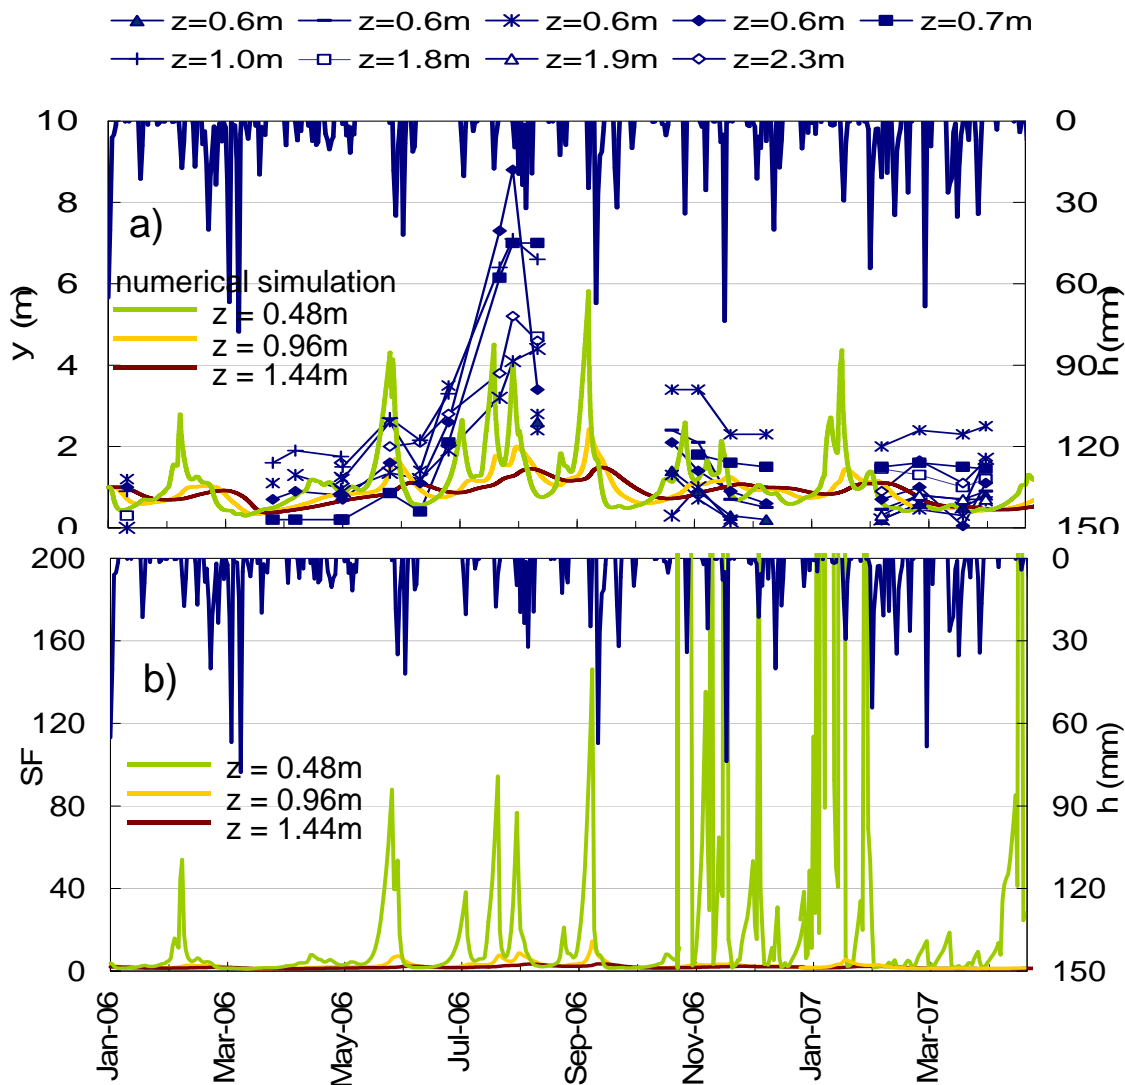 z=0.6m z=0.6m z=0.6m z=0.6m z=0.7m
z=1.0m z=1.8m z=1.9m z=2.3m
10
8
6
4
2
0
y (m)
0
30
60
90
120
150
h (mm)
a)
numerical simulation
z = 0.48m
z = 0.96m
z = 1.44m
200
160
120
80
40
0
SF
0
30
60
90
120
150
h (mm)
b)
z = 0.48m
z = 0.96m
z = 1.44m
Jan-06
Mar-06
May-06
Jul-06
Sep-06
Nov-06
Jan-07
Mar-07